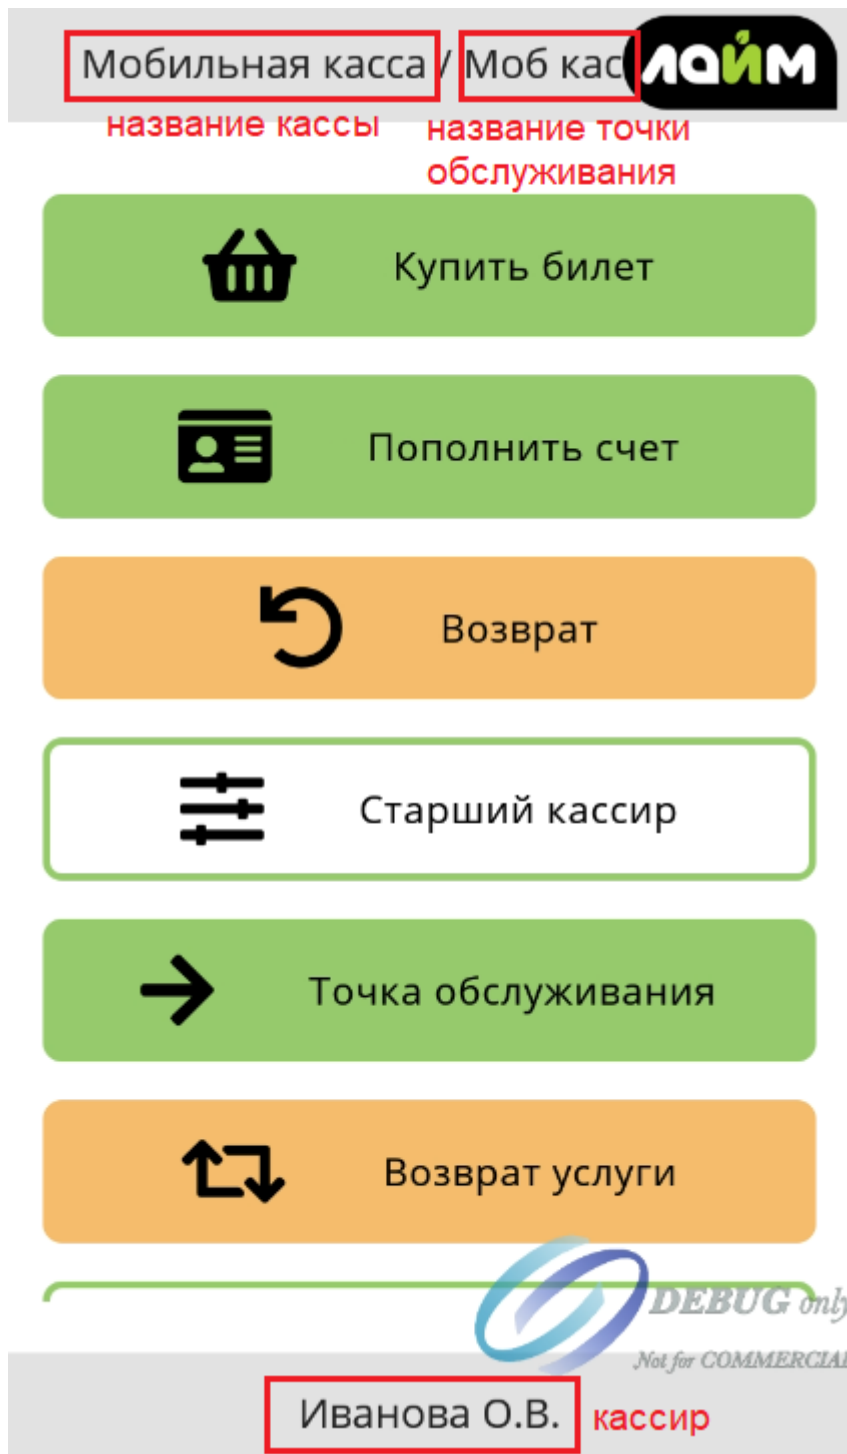 Мобильная касса / Моб кас
лайм
название кассы
название точки
обслуживания
Купить билет
Пополнить счет
Возврат
Старший кассир
Точка обслуживания
Возврат услуги
DEBUG only
Not for COMMERCIAL
Иванова О.В.
кассир